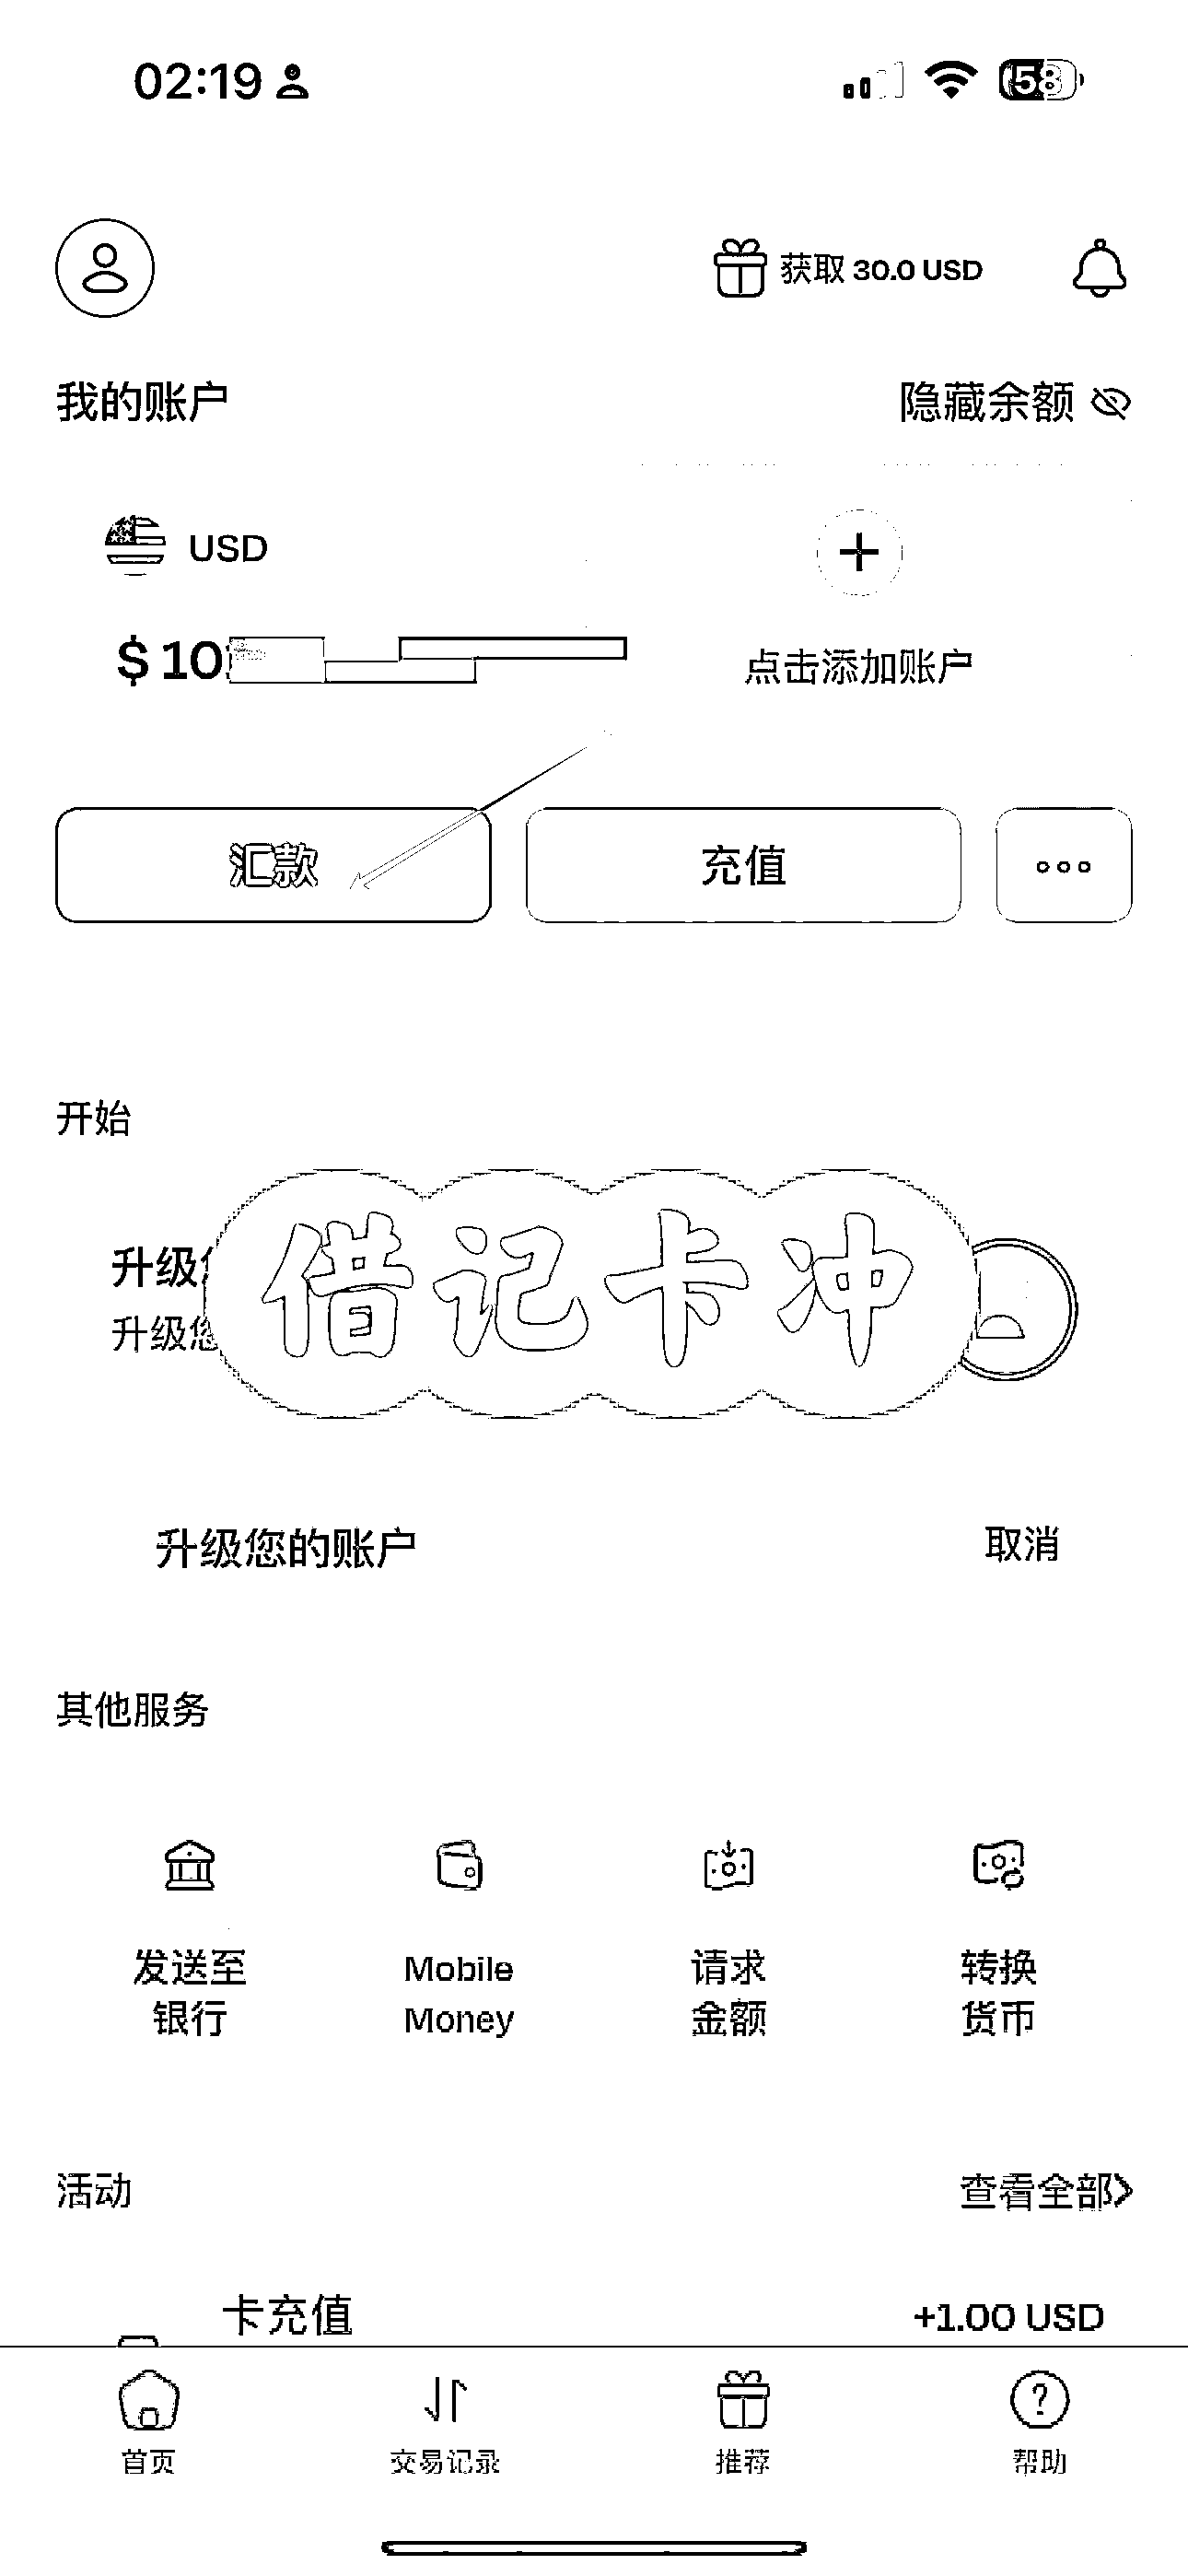 02:19
58
获取 30.0 USD
我的账户
隐藏余额
USD
$ 10
点击添加账户
汇款
充值
开始
升级
升级您
借记卡冲
升级您的账户
取消
其他服务
发送至
银行
Mobile
Money
请求
金额
转换
货币
活动
查看全部
卡充值
+1.00 USD
首页
交易记录
推荐
帮助